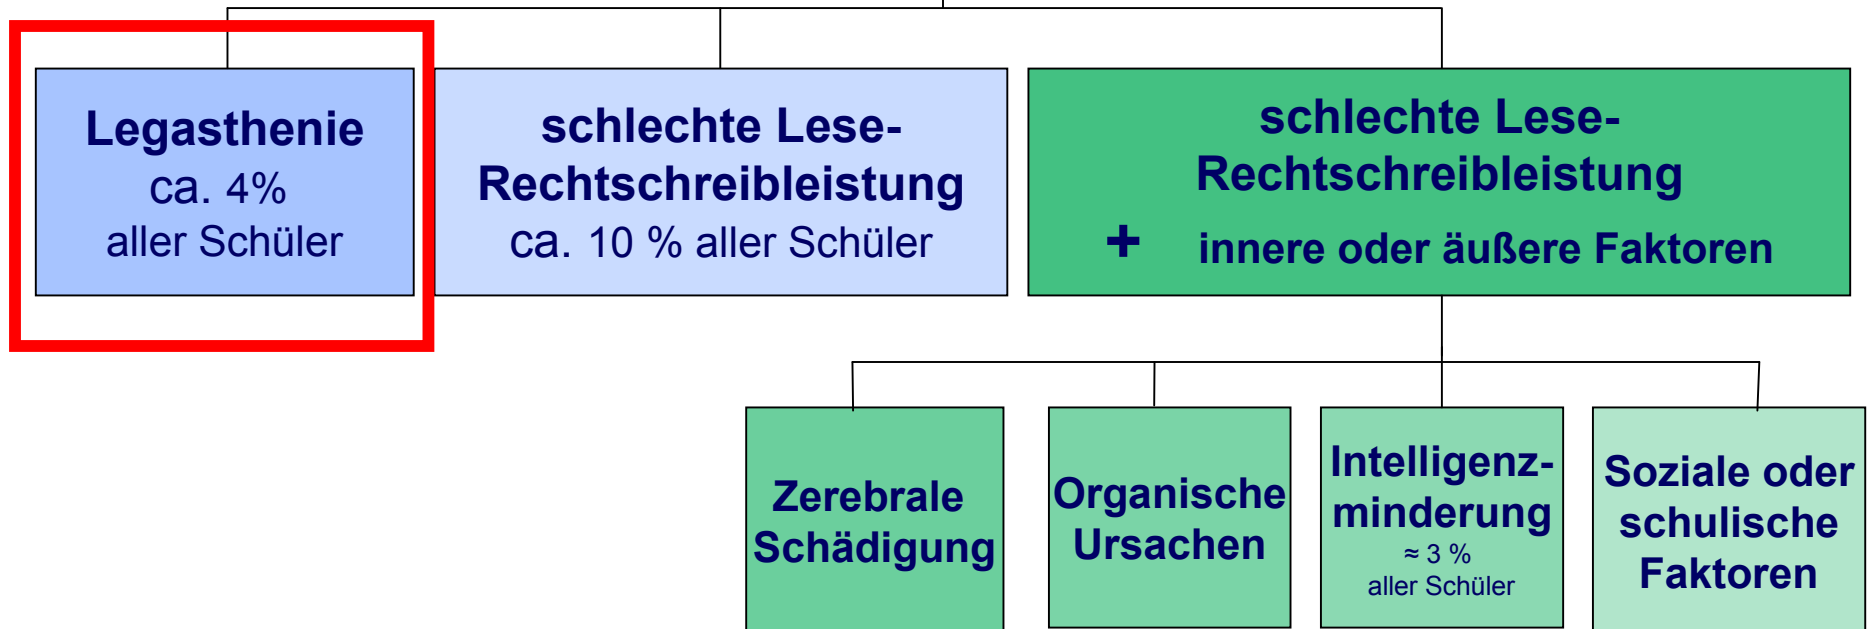 Legasthenie
ca. 4%
aller Schüler
schlechte Lese-
Rechtschreibleistung
ca. 10 % aller Schüler
schlechte Lese-
Rechtschreibleistung
+ innere oder äußere Faktoren
Zerebrale
Schädigung
Organische
Ursachen
Intelligenz-
minderung
≈ 3 %
aller Schüler
Soziale oder
schulische
Faktoren